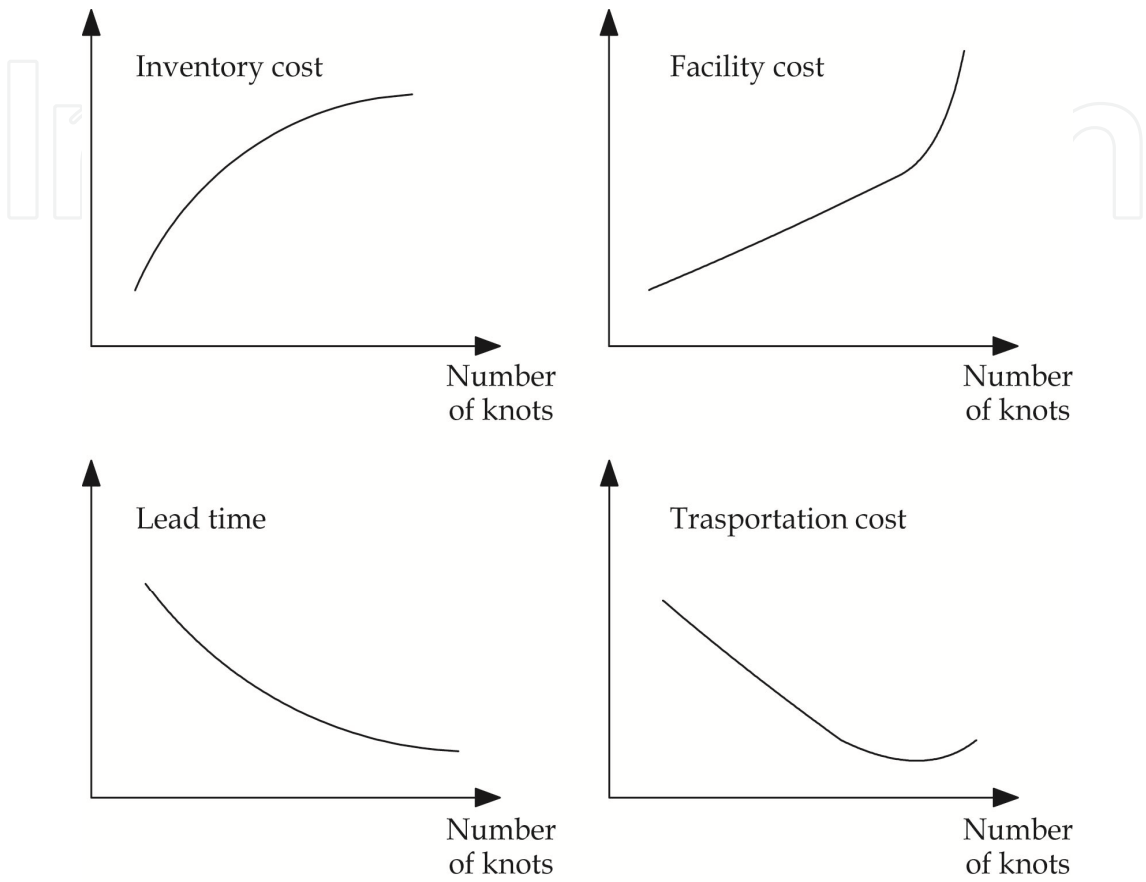 Inventory cost
Facility cost
Number
of knots
Number
of knots
Lead time
Trasportation cost
Number
of knots
Number
of knots